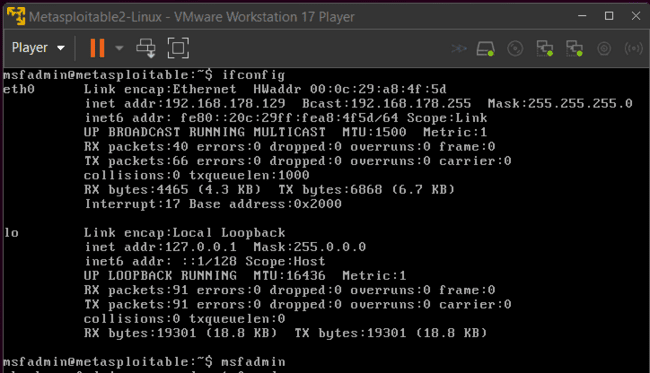 Metasploitable2-Linux - VMware Workstation 17 Player
Player
msfadmin@metasploitable:~$ ifconfig
eth0      Link encap:Ethernet  HWaddr 00:0c:29:a8:4f:5d
          inet addr:192.168.178.129  Bcast:192.168.178.255  Mask:255.255.255.0
          inet6 addr: fe80::20c:29ff:fea8:4f5d/64 Scope:Link
          UP BROADCAST RUNNING MULTICAST  MTU:1500  Metric:1
          RX packets:40 errors:0 dropped:0 overruns:0 frame:0
          TX packets:66 errors:0 dropped:0 overruns:0 carrier:0
          collisions:0 txqueuelen:1000
          RX bytes:4465 (4.3 KB)  TX bytes:6868 (6.7 KB)
          Interrupt:17 Base address:0x2000
lo        Link encap:Local Loopback
          inet addr:127.0.0.1  Mask:255.0.0.0
          inet6 addr: ::1/128 Scope:Host
          UP LOOPBACK RUNNING  MTU:16436  Metric:1
          RX packets:91 errors:0 dropped:0 overruns:0 frame:0
          TX packets:91 errors:0 dropped:0 overruns:0 carrier:0
          collisions:0 txqueuelen:0
          RX bytes:19301 (18.8 KB)  TX bytes:19301 (18.8 KB)
msfadmin@metasploitable:~$ msfadmin